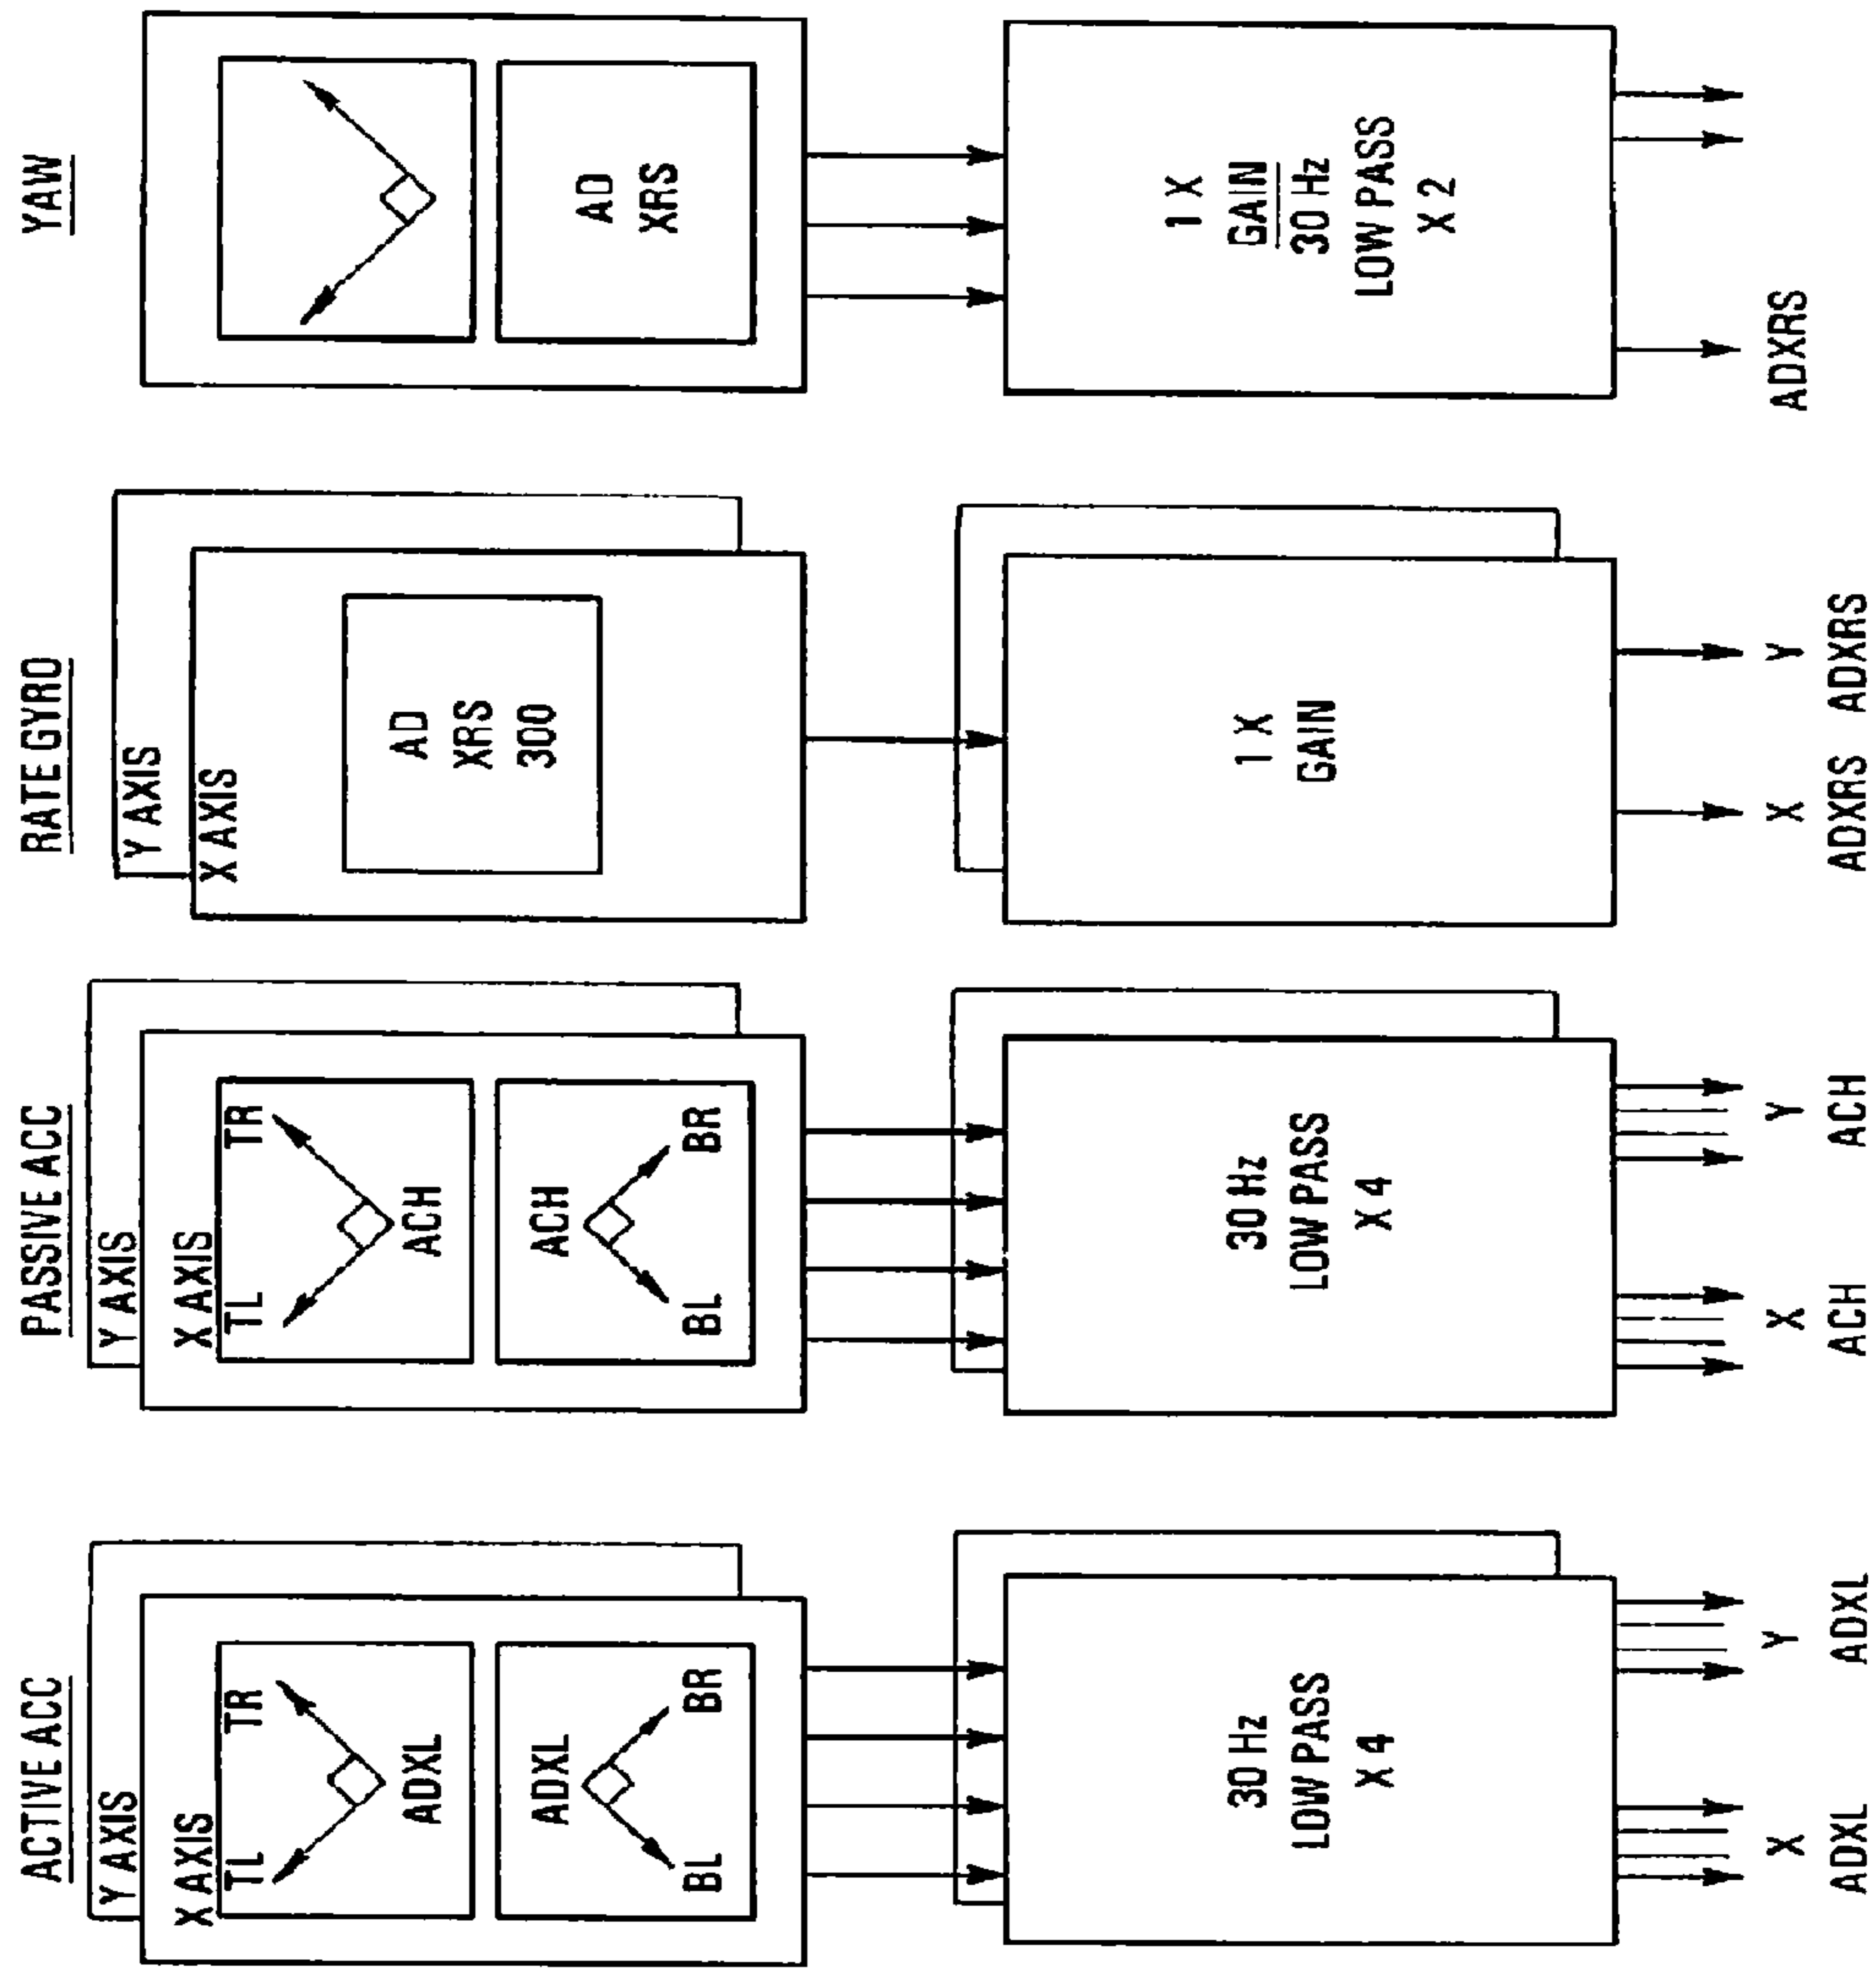 ACTIVE ACC
Y AXIS
X AXIS
TL TR
ADXL
ADXL
BL BR
30 Hz
LOW PASS
X 4
X Y
ADXL ADXL
PASSIVE ACC
Y AXIS
X AXIS
TL TR
ACH
ACH
BL BR
30 Hz
LOW PASS
X 4
X Y
ACH ACH
RATE GYRO
Y AXIS
X AXIS
AD
XRS
300
1 X
GAIN
X Y
ADXRS ADXRS
YAW
AD
XRS
1 X
GAIN
30 Hz
LOW PASS
X 2
ADXRS